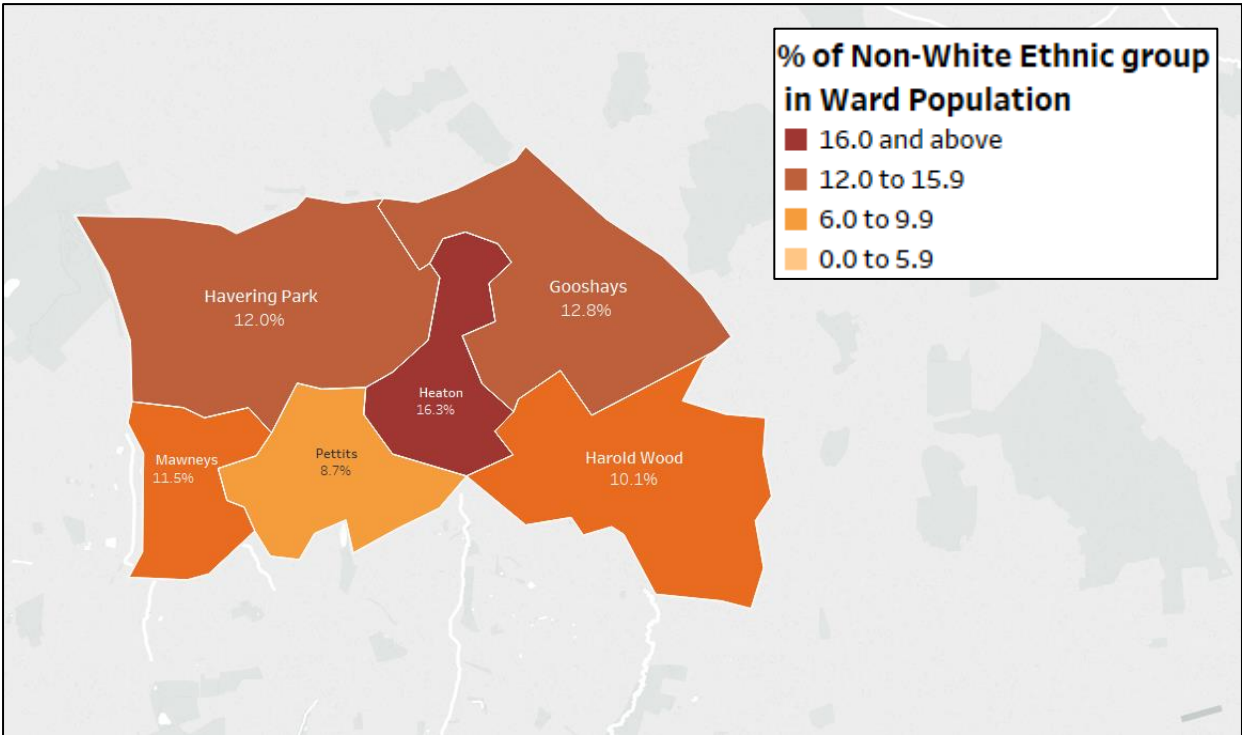 % of Non-White Ethnic group
in Ward Population
16.0 and above
12.0 to 15.9
6.0 to 9.9
0.0 to 5.9
Havering Park
12.0%
Gooshays
12.8%
Heaton
16.3%
Mawneys
11.5%
Pettits
8.7%
Harold Wood
10.1%